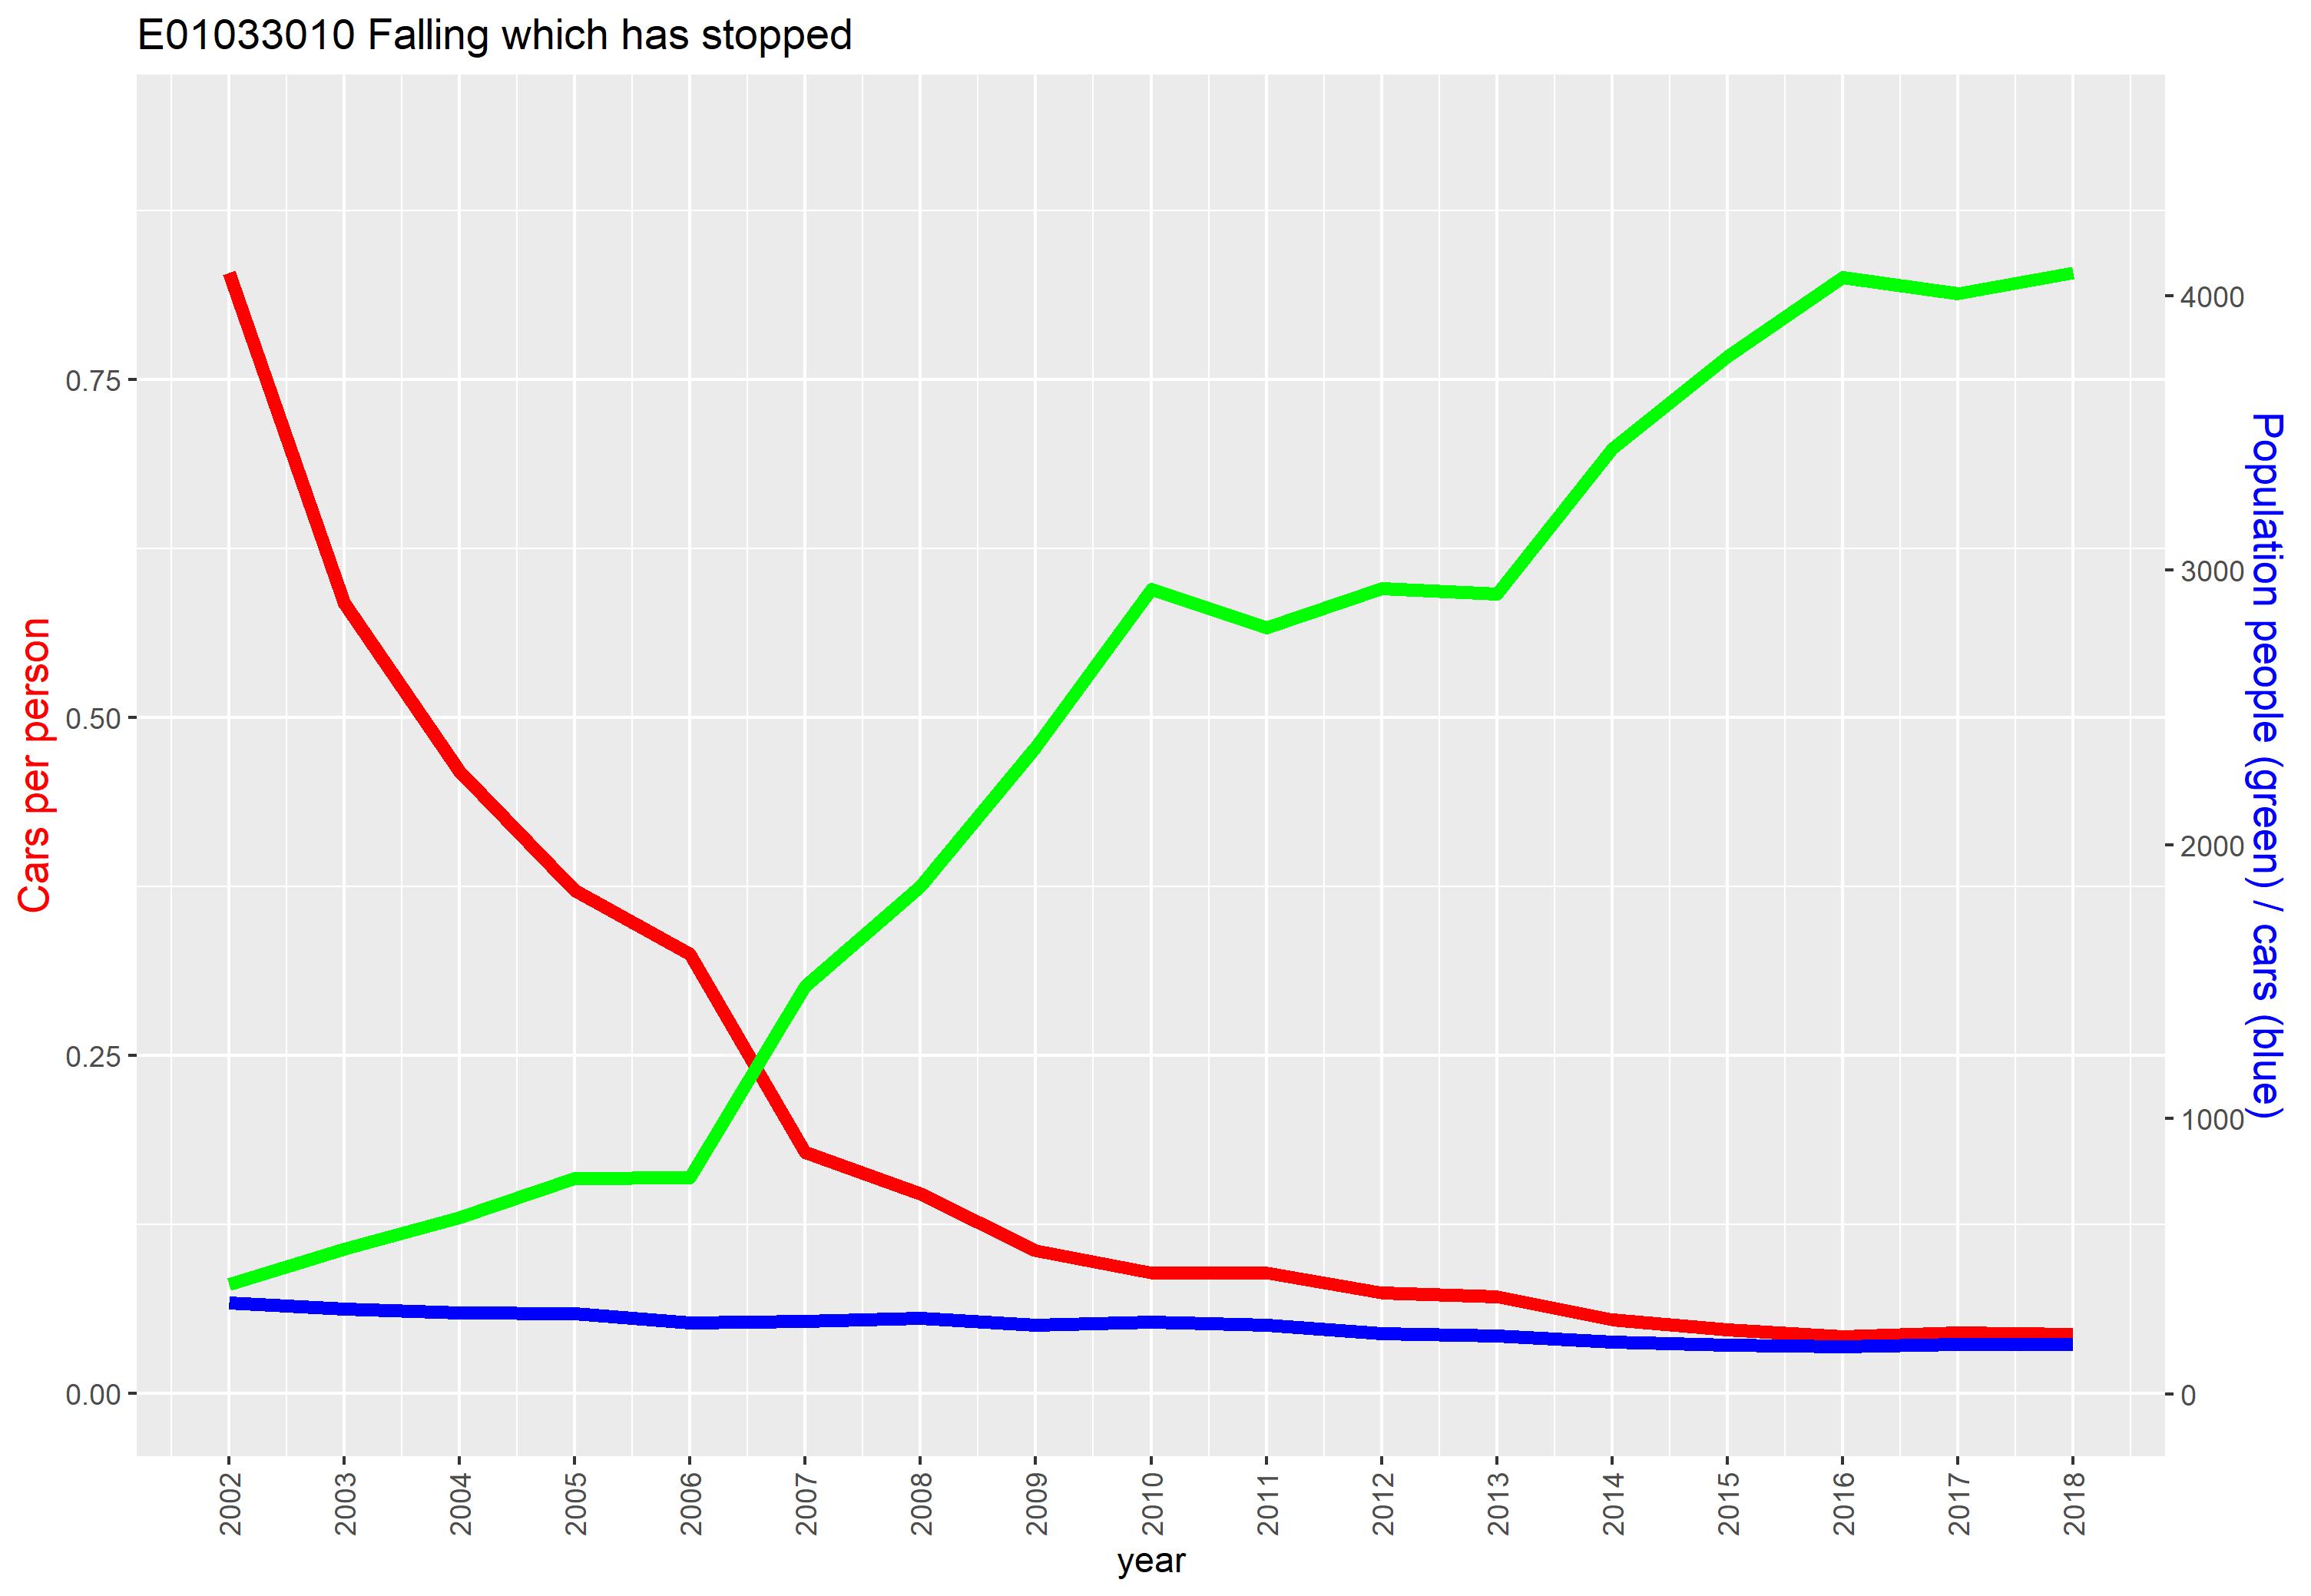 E01033010 Falling which has stopped
Cars per person
0.75
0.50
0.25
0.00
4000
3000
2000
1000
0
Population people (green) / cars (blue)
2002 2003 2004 2005 2006 2007 2008 2009 2010 2011 2012 2013 2014 2015 2016 2017 2018
year